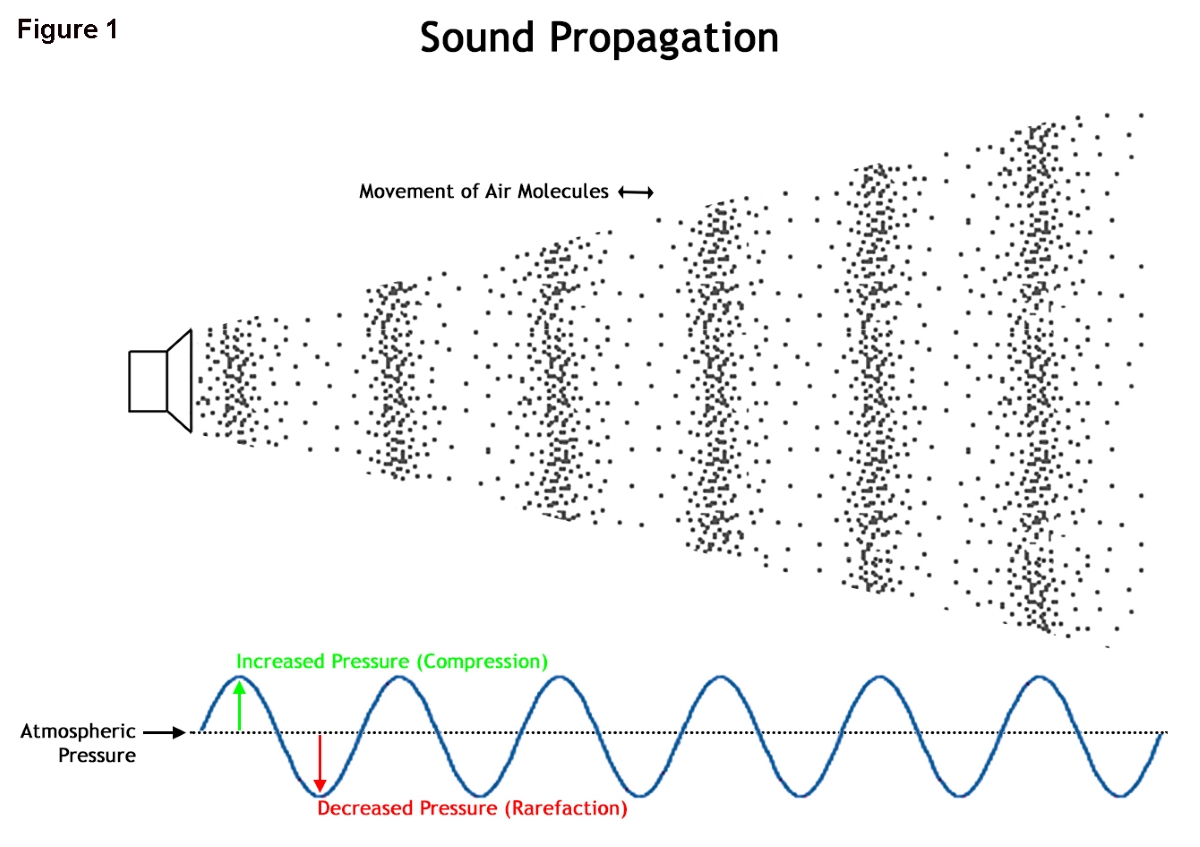 Figure 1
Sound Propagation
Movement of Air Molecules
Increased Pressure (Compression)
Atmospheric
Pressure
Decreased Pressure (Rarefaction)